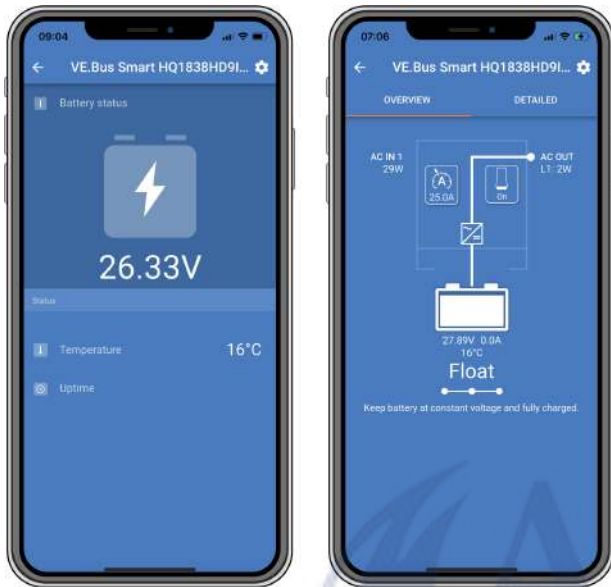 09:04
VE.Bus Smart HQ1838HD9I...
Battery status
26.33V
Status
Temperature 16°C
Uptime
07:06
VE.Bus Smart HQ1838HD9I...
OVERVIEW DETAILED
AC IN 1
29W
AC OUT
L1: 2W
(A)
25.0A
On
27.89V 0.0A
16°C
Float
Keep battery at constant voltage and fully charged.